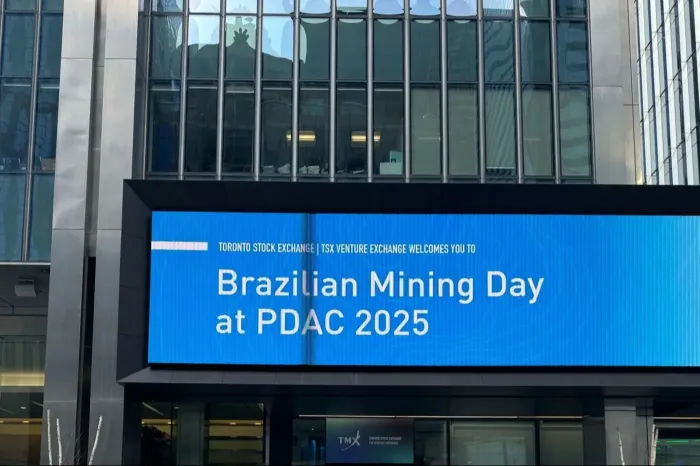 TORONTO STOCK EXCHANGE | TSX VENTURE EXCHANGE WELCOMES YOU TO
Brazilian Mining Day
at PDAC 2025
TMX